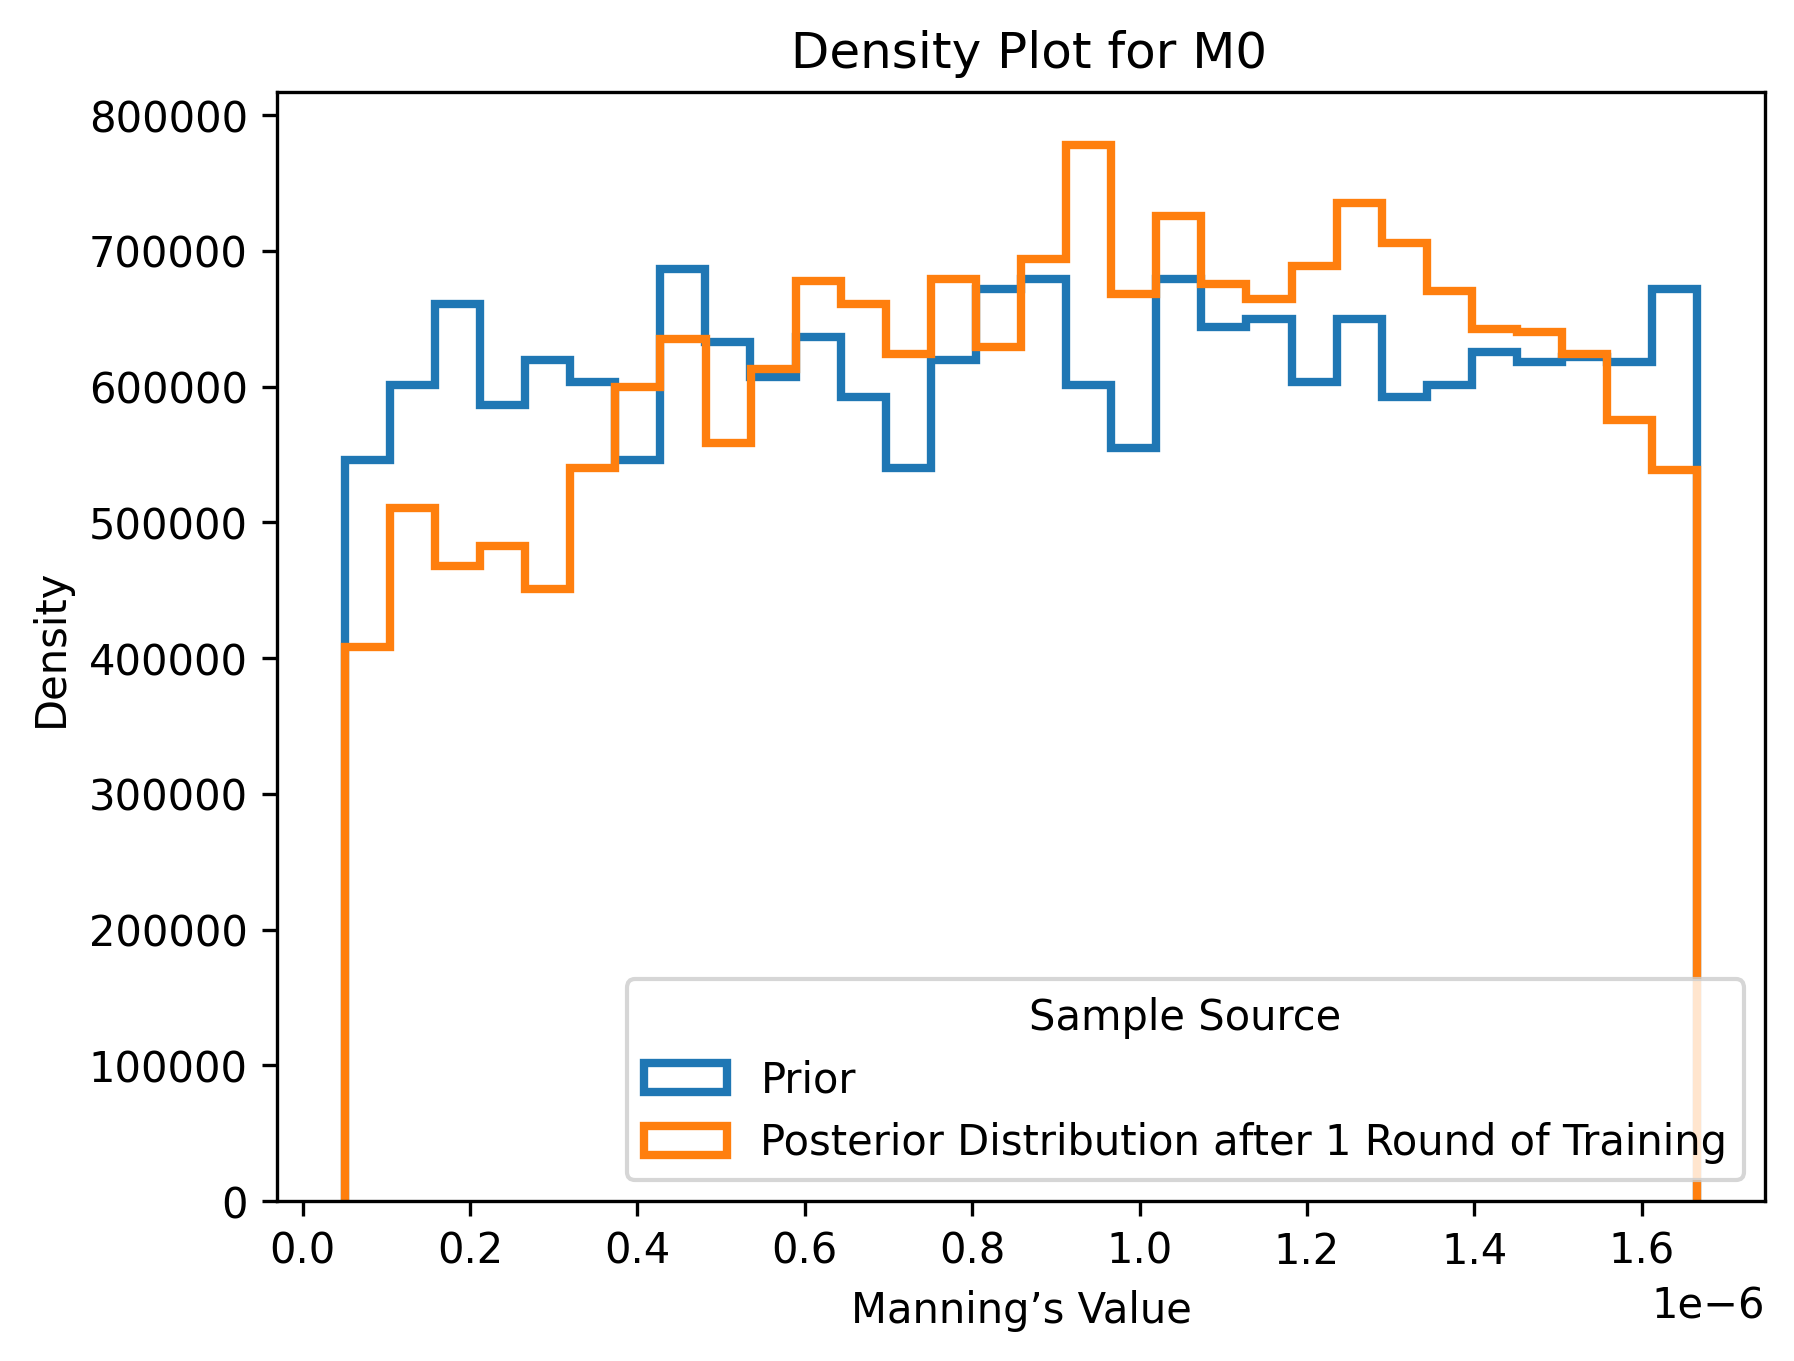 Density Plot for M0
800000
700000
600000
500000
400000
300000
200000
100000
0
Density
0.0 0.2 0.4 0.6 0.8 1.0 1.2 1.4 1.6
1e−6
Manning’s Value
Sample Source
Prior
Posterior Distribution after 1 Round of Training